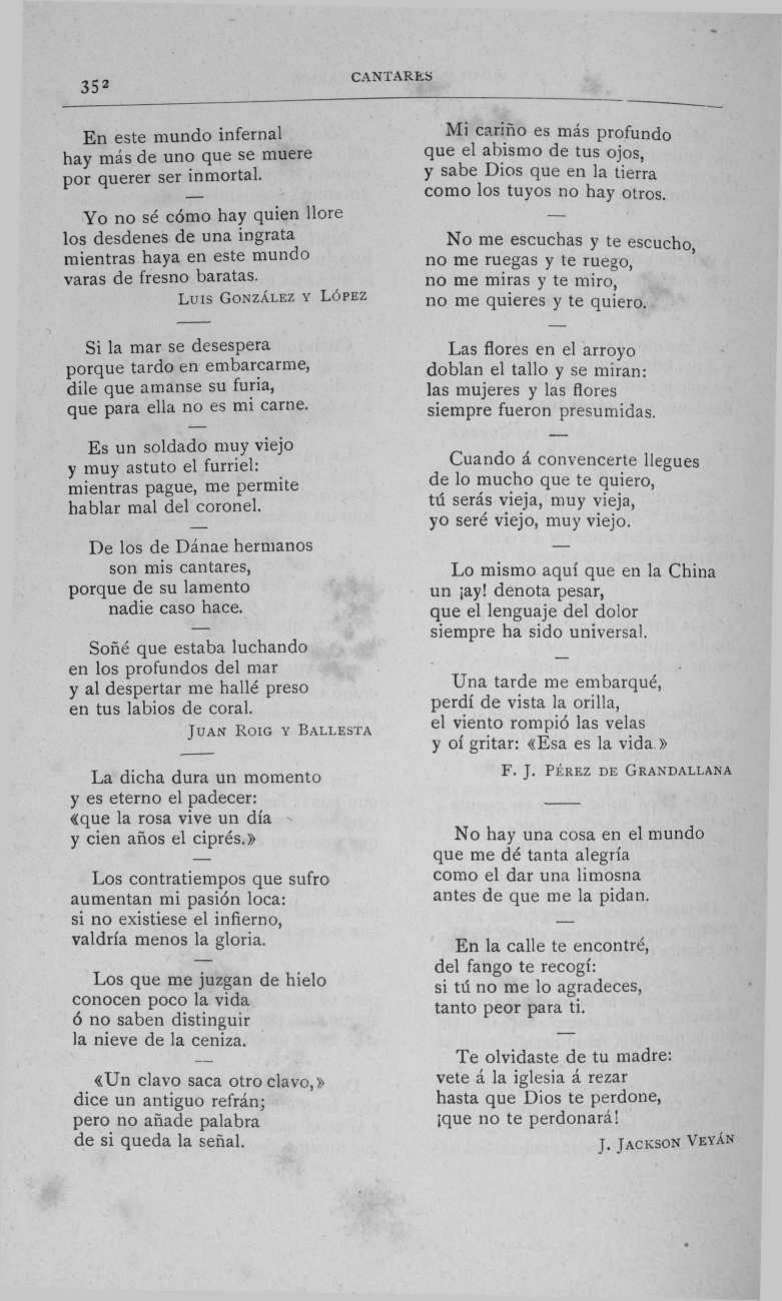 352
CANTARES
En este mundo infernal
hay más de uno que se muere
por querer ser inmortal.
—
Yo no sé cómo hay quien llore
los desdenes de una ingrata
mientras haya en este mundo
varas de fresno baratas.
LUIS GONZÁLEZ Y LÓPEZ
—
Si la mar se desespera
porque tardo en embarcarme,
dile que amanse su furia,
que para ella no es mi carne.
—
Es un soldado muy viejo
y muy astuto el furriel:
mientras pague, me permite
hablar mal del coronel.
—
De los de Dánae hermanos
son mis cantares,
porque de su lamento
nadie caso hace.
—
Soñé que estaba luchando
en los profundos del mar
y al despertar me hallé preso
en tus labios de coral.
JUAN ROIG Y BALLESTA
—
La dicha dura un momento
y es eterno el padecer:
«que la rosa vive un día
y cien años el ciprés.»
—
Los contratiempos que sufro
aumentan mi pasión loca:
si no existiese el infierno,
valdría menos la gloria.
—
Los que me juzgan de hielo
conocen poco la vida
ó no saben distinguir
la nieve de la ceniza.
—
«Un clavo saca otro clavo,»
dice un antiguo refrán;
pero no añade palabra
de si queda la señal.
Mi cariño es más profundo
que el abismo de tus ojos,
y sabe Dios que en la tierra
como los tuyos no hay otros.
—
No me escuchas y te escucho,
no me ruegas y te ruego,
no me miras y te miro,
no me quieres y te quiero.
—
Las flores en el arroyo
doblan el tallo y se miran:
las mujeres y las flores
siempre fueron presumidas.
—
Cuando á convencerte llegues
de lo mucho que te quiero,
tú serás vieja, muy vieja,
yo seré viejo, muy viejo.
—
Lo mismo aquí que en la China
un ¡ay! denota pesar,
que el lenguaje del dolor
siempre ha sido universal.
—
Una tarde me embarqué,
perdí de vista la orilla,
el viento rompió las velas
y oí gritar: «Esa es la vida.»
F. J. PÉREZ DE GRANDALLANA
—
No hay una cosa en el mundo
que me dé tanta alegría
como el dar una limosna
antes de que me la pidan.
—
En la calle te encontré,
del fango te recogí:
si tú no me lo agradeces,
tanto peor para ti.
—
Te olvidaste de tu madre:
vete á la iglesia á rezar
hasta que Dios te perdone,
¡que no te perdonará!
J. JACKSON VEYÁN